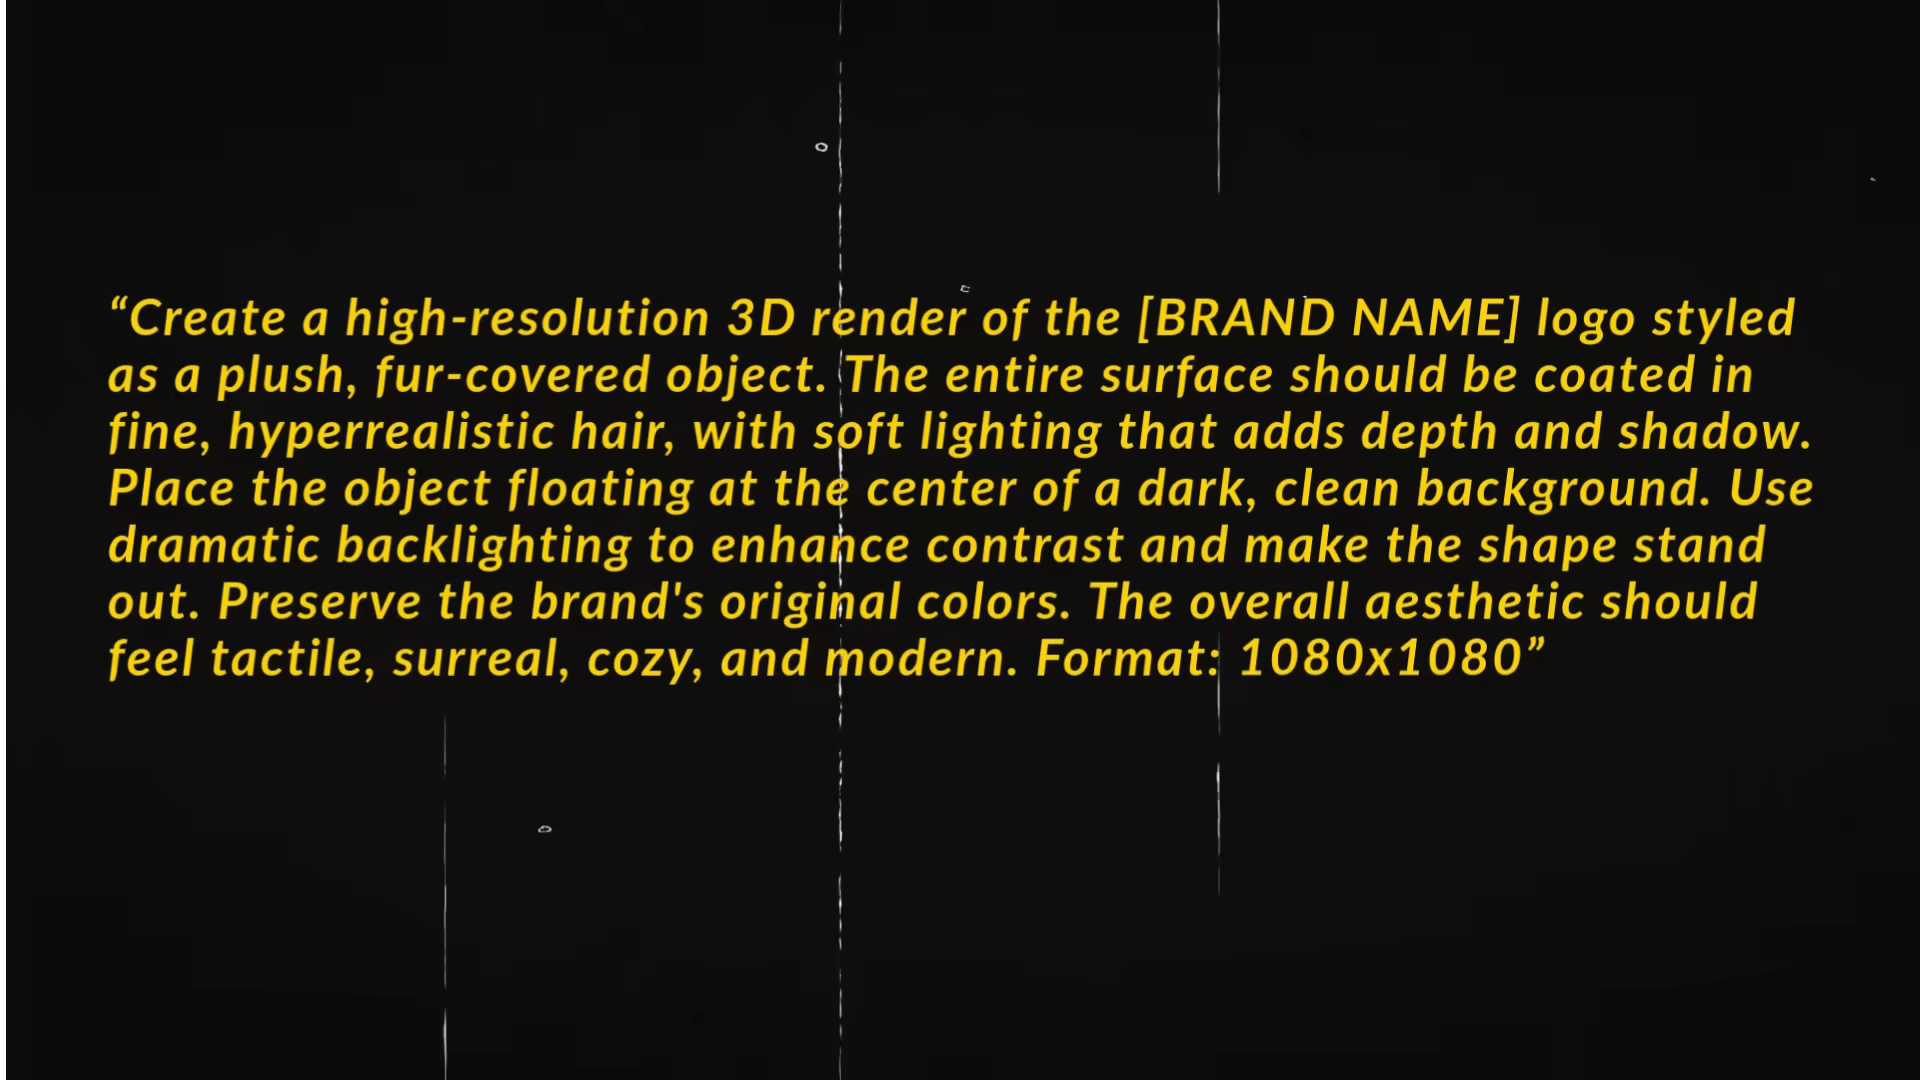 “Create a high-resolution 3D render of the [BRAND NAME] logo styled
as a plush, fur-covered object. The entire surface should be coated in
fine, hyperrealistic hair, with soft lighting that adds depth and shadow.
Place the object floating at the center of a dark, clean background. Use
dramatic backlighting to enhance contrast and make the shape stand
out. Preserve the brand's original colors. The overall aesthetic should
feel tactile, surreal, cozy, and modern. Format: 1080x1080”